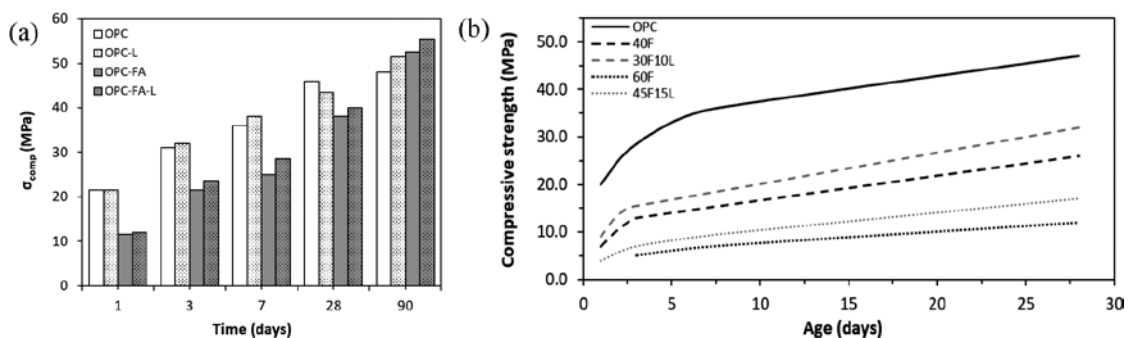 (a)
60
50
40
30
20
10
0
σcomp (MPa)
OPC
OPC-L
OPC-FA
OPC-FA-L
1 3 7 28 90
Time (days)
(b)
50.0
40.0
30.0
20.0
10.0
0.0
Compressive strength (MPa)
OPC
40F
30F10L
60F
45F15L
0 5 10 15 20 25 30
Age (days)